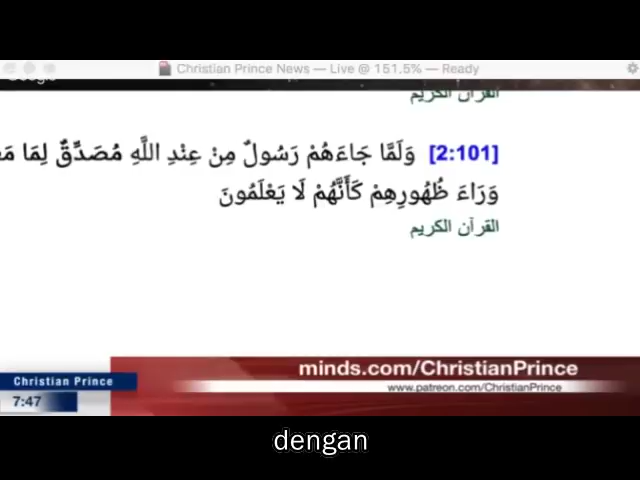 Christian Prince News — Live @ 151.5% — Ready
القرآن الكريم
[2:101] وَلَمَّا جَاءَهُمْ رَسُولٌ مِنْ عِنْدِ اللَّهِ مُصَدِّقٌ لِمَا
وَرَاءَ ظُهُورِهِمْ كَأَنَّهُمْ لَا يَعْلَمُونَ
القرآن الكريم
minds.com/ChristianPrince
www.patreon.com/ChristianPrince
Christian Prince
7:47
dengan